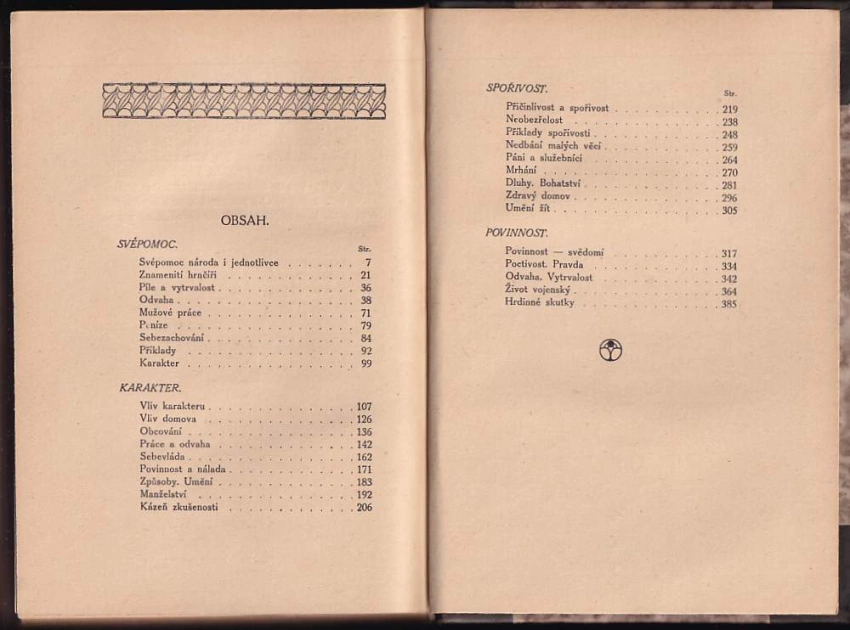 OBSAH.
SVÉPOMOC.
Str.
Svépomoc národa i jednotlivce . . . . . . . 7
Znamenití hrnčíři . . . . . . . . . . . . 21
Píle a vytrvalost . . . . . . . . . . . . 36
Odvaha . . . . . . . . . . . . . . . . 38
Mužové práce . . . . . . . . . . . . . 71
Peníze . . . . . . . . . . . . . . . . 79
Sebezachování . . . . . . . . . . . . . 84
Příklady . . . . . . . . . . . . . . . 92
Karakter . . . . . . . . . . . . . . . 99
KARAKTER.
Vliv karakteru . . . . . . . . . . . . . 107
Vliv domova . . . . . . . . . . . . . 126
Obcování . . . . . . . . . . . . . . . 136
Práce a odvaha . . . . . . . . . . . . 142
Sebevláda . . . . . . . . . . . . . . . 162
Povinnost a nálada . . . . . . . . . . . 171
Způsoby. Umění . . . . . . . . . . . . 183
Manželství . . . . . . . . . . . . . . 192
Kázeň zkušenosti . . . . . . . . . . . 206
SPOŘIVOST.
Str.
Přičinlivost a spořivost . . . . . . . . . 219
Neobezřelost . . . . . . . . . . . . . 238
Příklady spořivosti . . . . . . . . . . . 248
Nedbání malých věcí . . . . . . . . . . 259
Páni a služebníci . . . . . . . . . . . 264
Mrhání . . . . . . . . . . . . . . . 270
Dluhy. Bohatství . . . . . . . . . . . . 281
Zdravý domov . . . . . . . . . . . . . 296
Umění žít . . . . . . . . . . . . . . 305
POVINNOST.
Povinnost — svědomí . . . . . . . . . . 317
Poctivost. Pravda . . . . . . . . . . . 334
Odvaha. Vytrvalost . . . . . . . . . . . 342
Život vojenský . . . . . . . . . . . . . 364
Hrdinné skutky . . . . . . . . . . . . 385